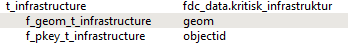 t_infrastructure fdc_data.kritisk_infrastruktur
f_geom_t_infrastructure geom
f_pkey_t_infrastructure objectid